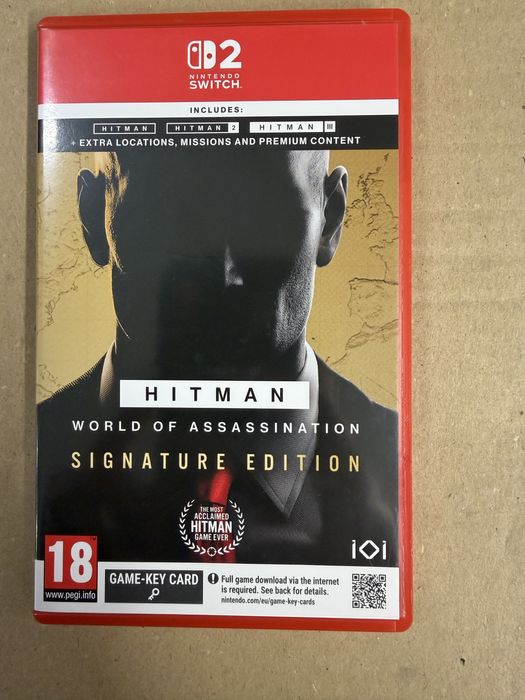 2
NINTENDO
SWITCH
INCLUDES:
HITMAN HITMAN 2 HITMAN III
+ EXTRA LOCATIONS, MISSIONS AND PREMIUM CONTENT
HITMAN
WORLD OF ASSASSINATION
SIGNATURE EDITION
THE MOST
ACCLAIMED
HITMAN
GAME EVER
18
www.pegi.info
GAME-KEY CARD
Full game download via the internet
is required. See back for details.
nintendo.com/eu/game-key-cards
IOI